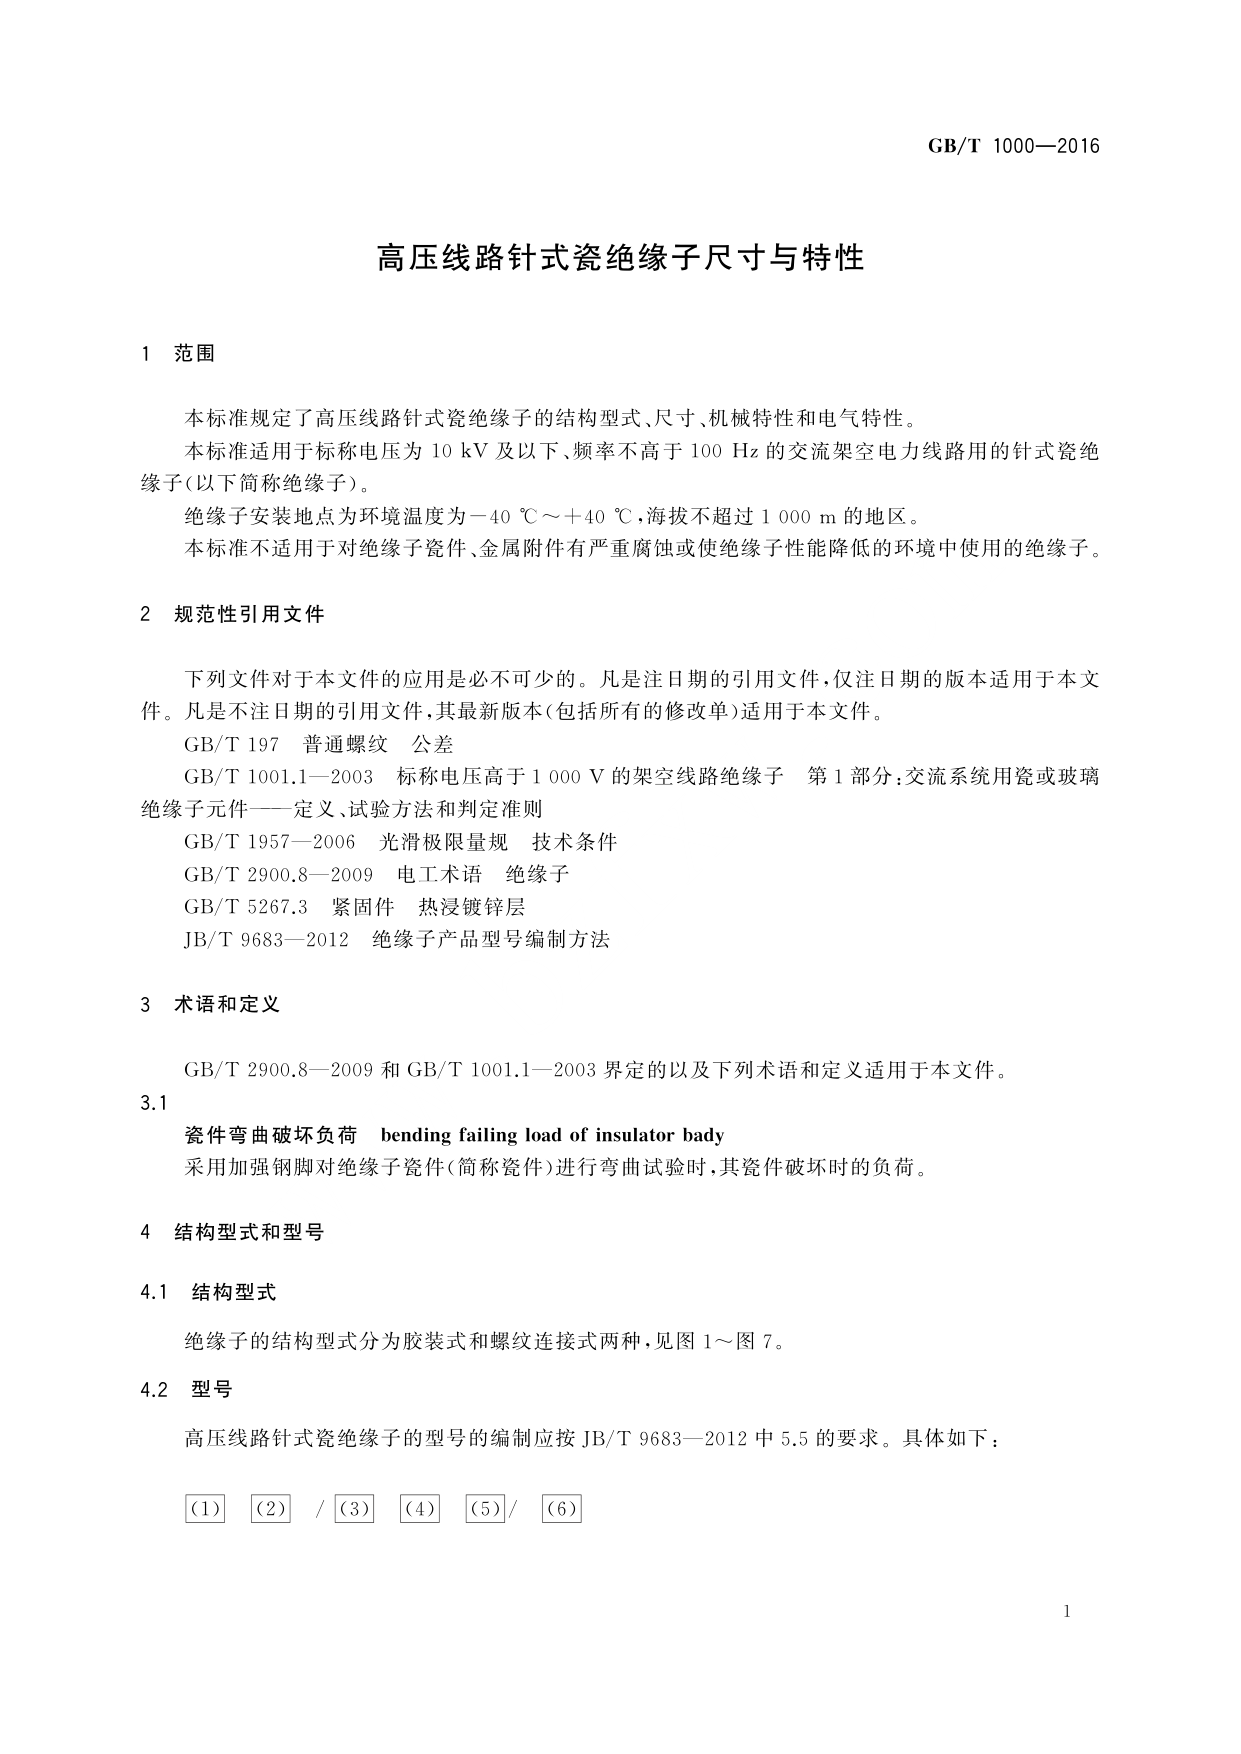 GB/T 1000—2016
高压线路针式瓷绝缘子尺寸与特性
1 范围
本标准规定了高压线路针式瓷绝缘子的结构型式、尺寸、机械特性和电气特性。
本标准适用于标称电压为 10 kV 及以下、频率不高于 100 Hz 的交流架空电力线路用的针式瓷绝
缘子(以下简称绝缘子)。
绝缘子安装地点为环境温度为－40 ℃～＋40 ℃,海拔不超过 1 000 m 的地区。
本标准不适用于对绝缘子瓷件、金属附件有严重腐蚀或使绝缘子性能降低的环境中使用的绝缘子。
2 规范性引用文件
下列文件对于本文件的应用是必不可少的。凡是注日期的引用文件,仅注日期的版本适用于本文
件。凡是不注日期的引用文件,其最新版本(包括所有的修改单)适用于本文件。
GB/T 197 普通螺纹 公差
GB/T 1001.1—2003 标称电压高于 1 000 V 的架空线路绝缘子 第 1 部分:交流系统用瓷或玻璃
绝缘子元件——定义、试验方法和判定准则
GB/T 1957—2006 光滑极限量规 技术条件
GB/T 2900.8—2009 电工术语 绝缘子
GB/T 5267.3 紧固件 热浸镀锌层
JB/T 9683—2012 绝缘子产品型号编制方法
3 术语和定义
GB/T 2900.8—2009 和 GB/T 1001.1—2003 界定的以及下列术语和定义适用于本文件。
3.1
瓷件弯曲破坏负荷 bending failing load of insulator bady
采用加强钢脚对绝缘子瓷件(简称瓷件)进行弯曲试验时,其瓷件破坏时的负荷。
4 结构型式和型号
4.1 结构型式
绝缘子的结构型式分为胶装式和螺纹连接式两种,见图 1～图 7。
4.2 型号
高压线路针式瓷绝缘子的型号的编制应按 JB/T 9683—2012 中 5.5 的要求。具体如下:
(1) (2) / (3) (4) (5) / (6)
1